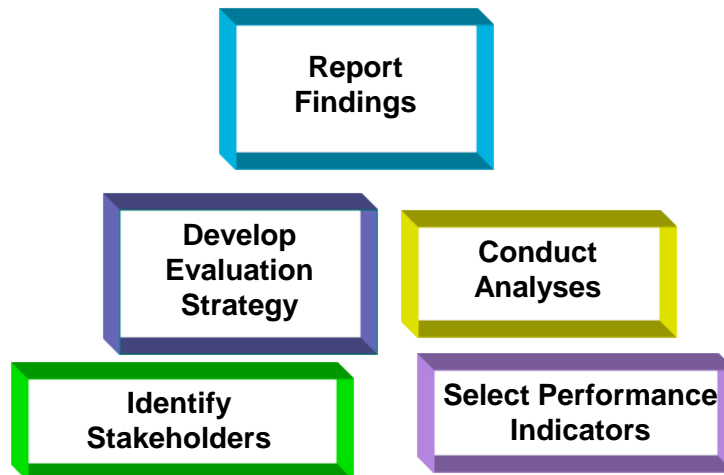 Report
Findings
Develop
Evaluation
Strategy
Conduct
Analyses
Identify
Stakeholders
Select Performance
Indicators